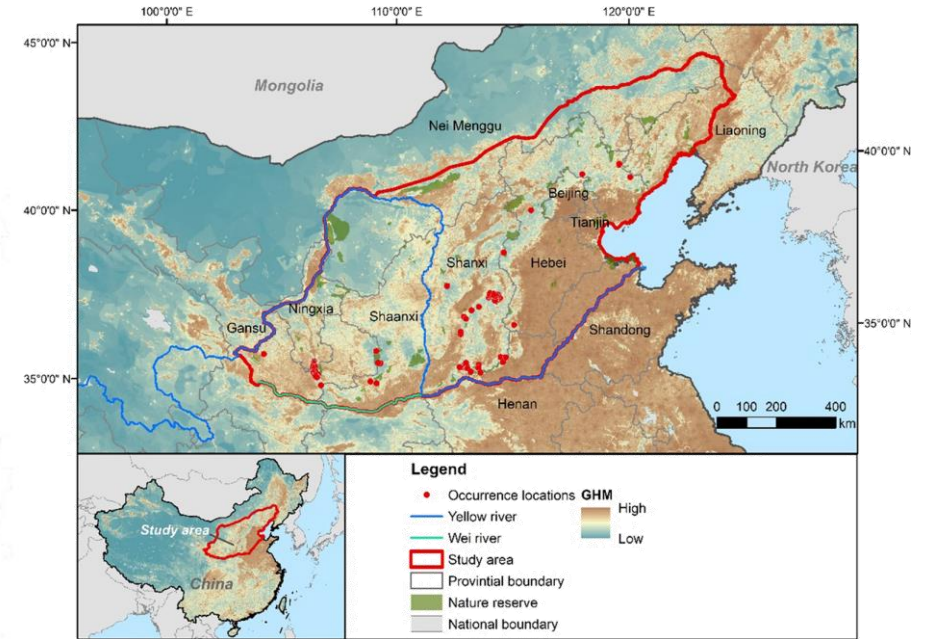 100°0'0" E 110°0'0" E 120°0'0" E
45°0'0" N
Mongolia
Nei Menggu
Liaoning
40°0'0" N
North Korea
Beijing
40°0'0" N
Tianjin
Shanxi
Hebei
Ningxia
Gansu
Shaanxi
Shandong
35°0'0" N
35°0'0" N
Henan
0 100 200 400
km
Legend
Occurrence locations
Yellow river
Wei river
Study area
Provintial boundary
Nature reserve
National boundary
GHM
High
Low
Study area
China